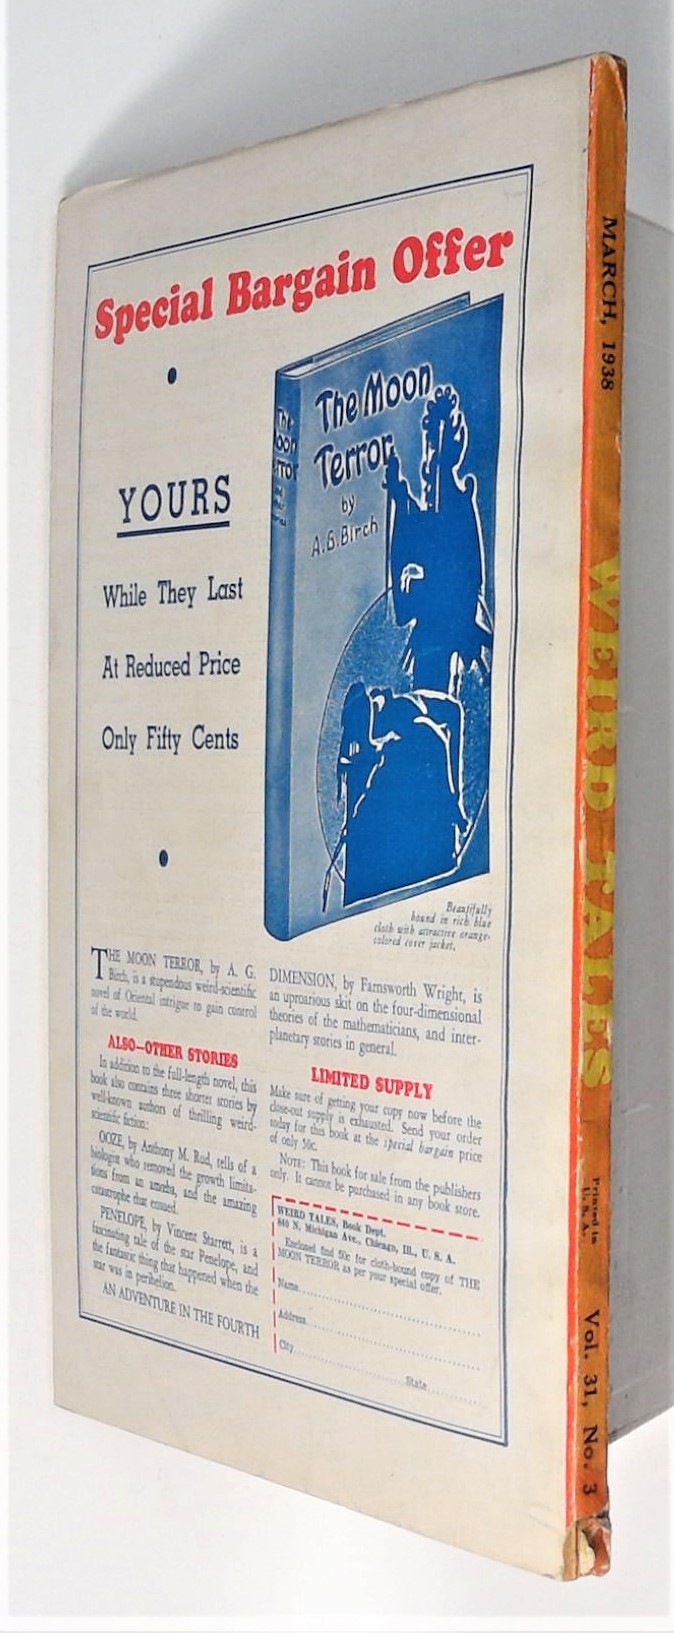 Special Bargain Offer
YOURS
While They Last
At Reduced Price
Only Fifty Cents
The Moon
Terror
by
A.G.Birch
The
Moon
Beautifully
bound in rich blue
cloth with attractive orange-
colored cover jacket.
THE MOON TERROR, by A. G.
Birch, is a stupendous weird-scientific
novel of Oriental intrigue to gain control
of the world.
ALSO—OTHER STORIES
In addition to the full-length novel, this
book also contains three shorter stories by
well-known authors of thrilling weird-
scientific fiction:
OOZE, by Anthony M. Rud, tells of a
biologist who removed the growth limita-
tions from an amoeba, and the amazing
catastrophe that ensued.
PENELOPE, by Vincent Starrett, is a
fascinating tale of the star Penelope, and
the fantastic thing that happened when the
star was in perihelion.
AN ADVENTURE IN THE FOURTH
DIMENSION, by Farnsworth Wright, is
an uproarious skit on the four-dimensional
theories of the mathematicians, and inter-
planetary stories in general.
LIMITED SUPPLY
Make sure of getting your copy now before the
close-out supply is exhausted. Send your order
today for this book at the special bargain price
of only 50c.
NOTE: This book for sale from the publishers
only. It cannot be purchased in any book store.
WEIRD TALES, Book Dept.
840 N. Michigan Ave., Chicago, Ill., U. S. A.
Enclosed find 50c for cloth-bound copy of THE
MOON TERROR as per your special offer.
Name
Address
City
State
MARCH, 1938
WEIRD TALES
Printed in
U. S. A.
Vol. 31, No. 3